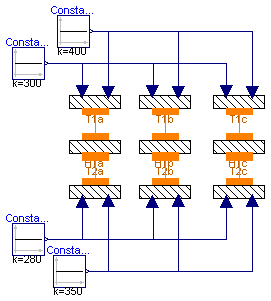 Consta...
k=400
Consta...
k=300
T1a T1b T1c
H1a H1b H1c
T2a T2b T2c
Consta...
k=280
Consta...
k=350